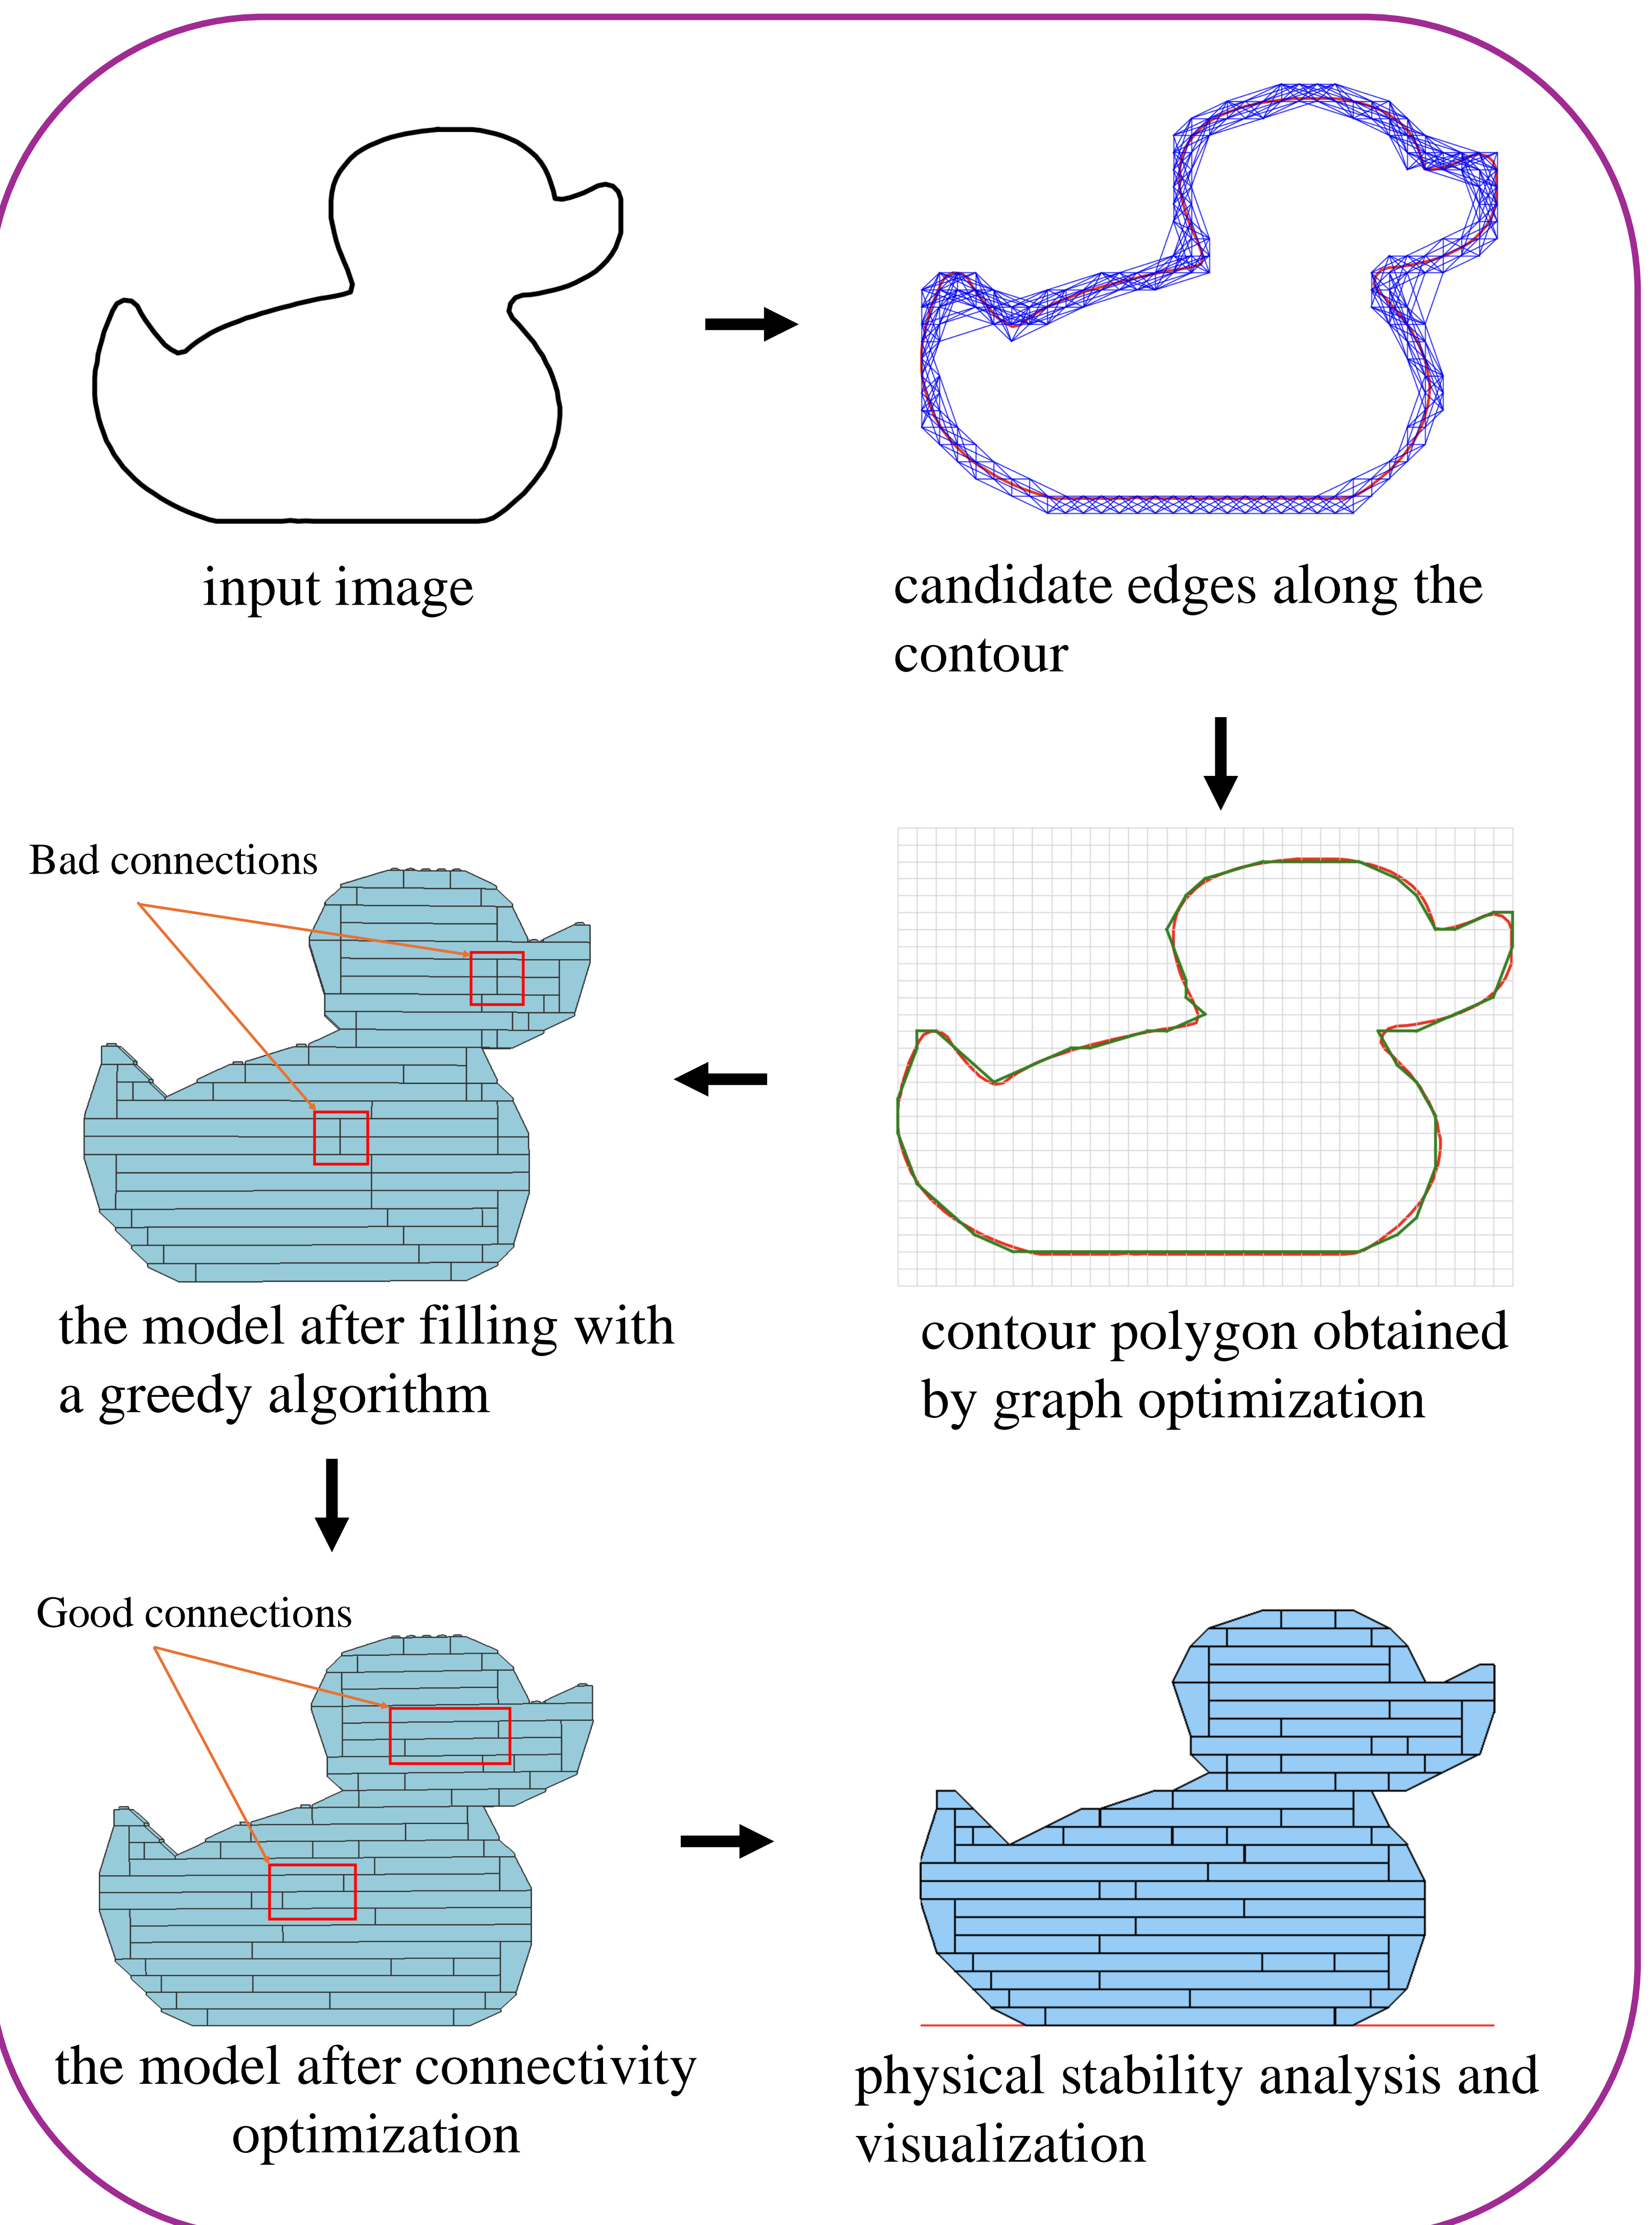 input image
candidate edges along the
contour
Bad connections
the model after filling with
a greedy algorithm
contour polygon obtained
by graph optimization
Good connections
the model after connectivity
optimization
physical stability analysis and
visualization